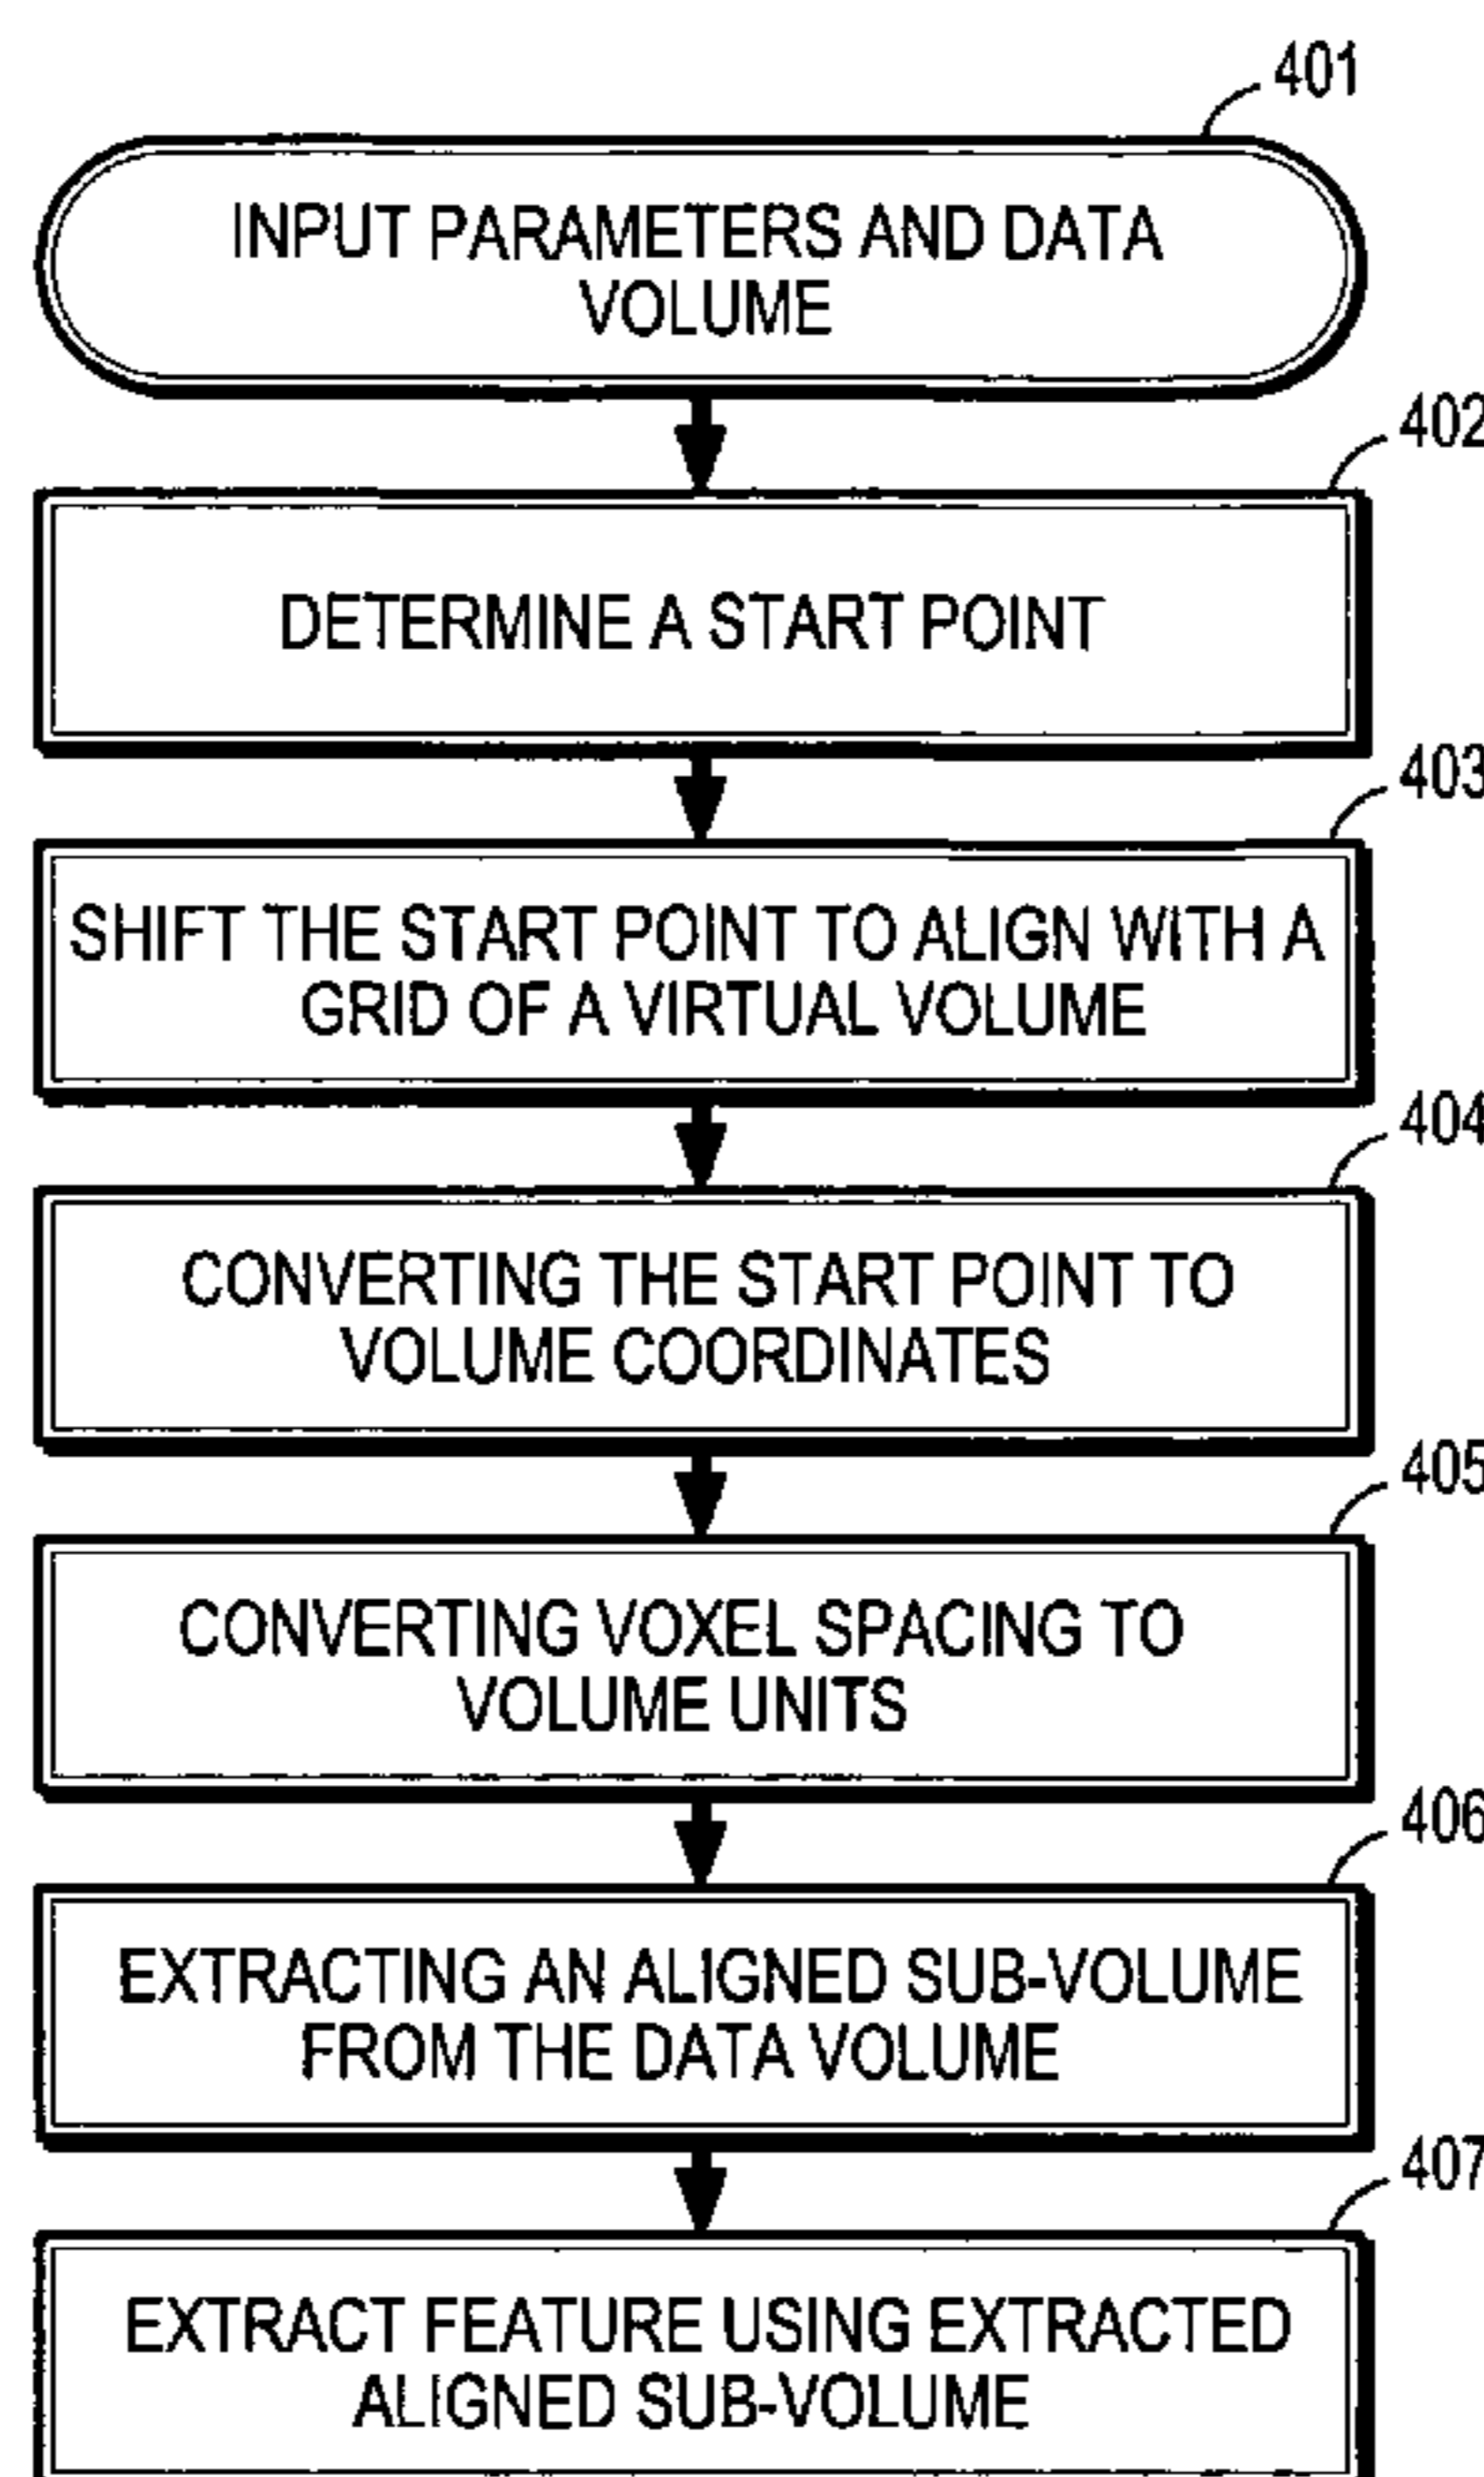 401
INPUT PARAMETERS AND DATA
VOLUME
402
DETERMINE A START POINT
403
SHIFT THE START POINT TO ALIGN WITH A
GRID OF A VIRTUAL VOLUME
404
CONVERTING THE START POINT TO
VOLUME COORDINATES
405
CONVERTING VOXEL SPACING TO
VOLUME UNITS
406
EXTRACTING AN ALIGNED SUB-VOLUME
FROM THE DATA VOLUME
407
EXTRACT FEATURE USING EXTRACTED
ALIGNED SUB-VOLUME